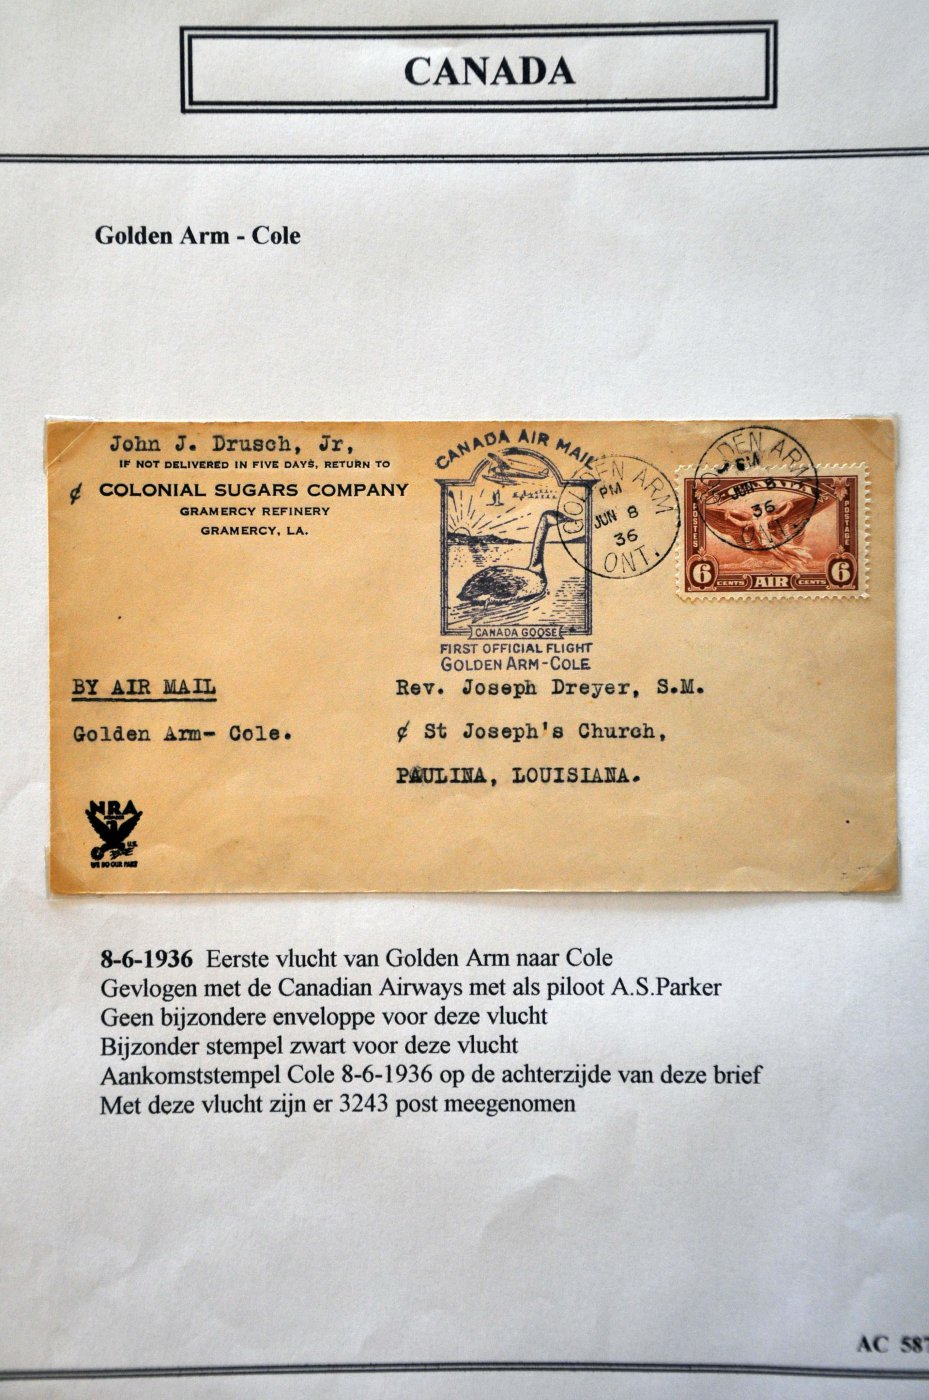 CANADA
Golden Arm - Cole
John J. Drusch, Jr,
IF NOT DELIVERED IN FIVE DAYS, RETURN TO
¢ COLONIAL SUGARS COMPANY
GRAMERCY REFINERY
GRAMERCY, LA.
CANADA AIR MAIL
CANADA GOOSE
FIRST OFFICIAL FLIGHT
GOLDEN ARM-COLE
GOLDEN ARM
PM
JUN 8
36
ONT.
GOLDEN ARM
PM
JUN 8
36
ONT.
POSTES
POSTAGE
6 CENTS AIR CENTS 6
BY AIR MAIL
Golden Arm- Cole.
Rev. Joseph Dreyer, S.M.
¢ St Joseph's Church,
PAULINA, LOUISIANA.
NRA
MEMBER
U.S.
WE DO OUR PART
8-6-1936 Eerste vlucht van Golden Arm naar Cole
Gevlogen met de Canadian Airways met als piloot A.S.Parker
Geen bijzondere enveloppe voor deze vlucht
Bijzonder stempel zwart voor deze vlucht
Aankomststempel Cole 8-6-1936 op de achterzijde van deze brief
Met deze vlucht zijn er 3243 post meegenomen
AC 587